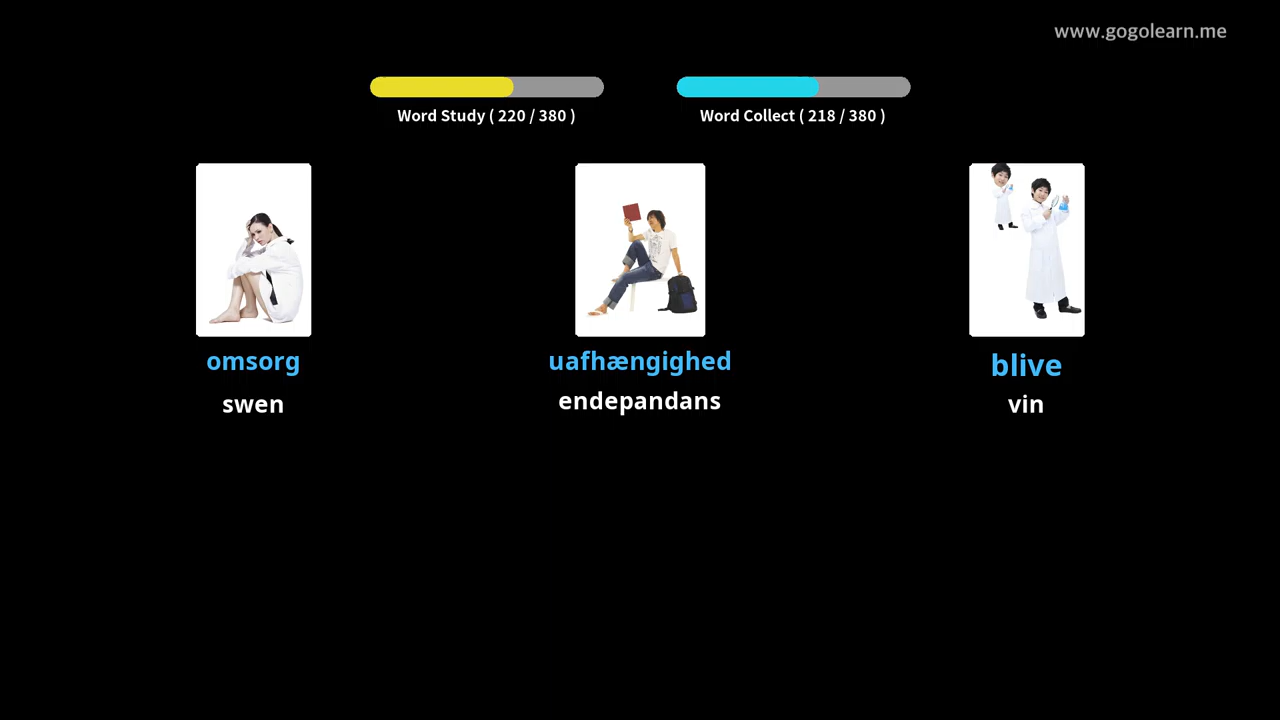 www.gogolearn.me
Word Study ( 220 / 380 )
Word Collect ( 218 / 380 )
omsorg
swen
uafhængighed
endepandans
blive
vin